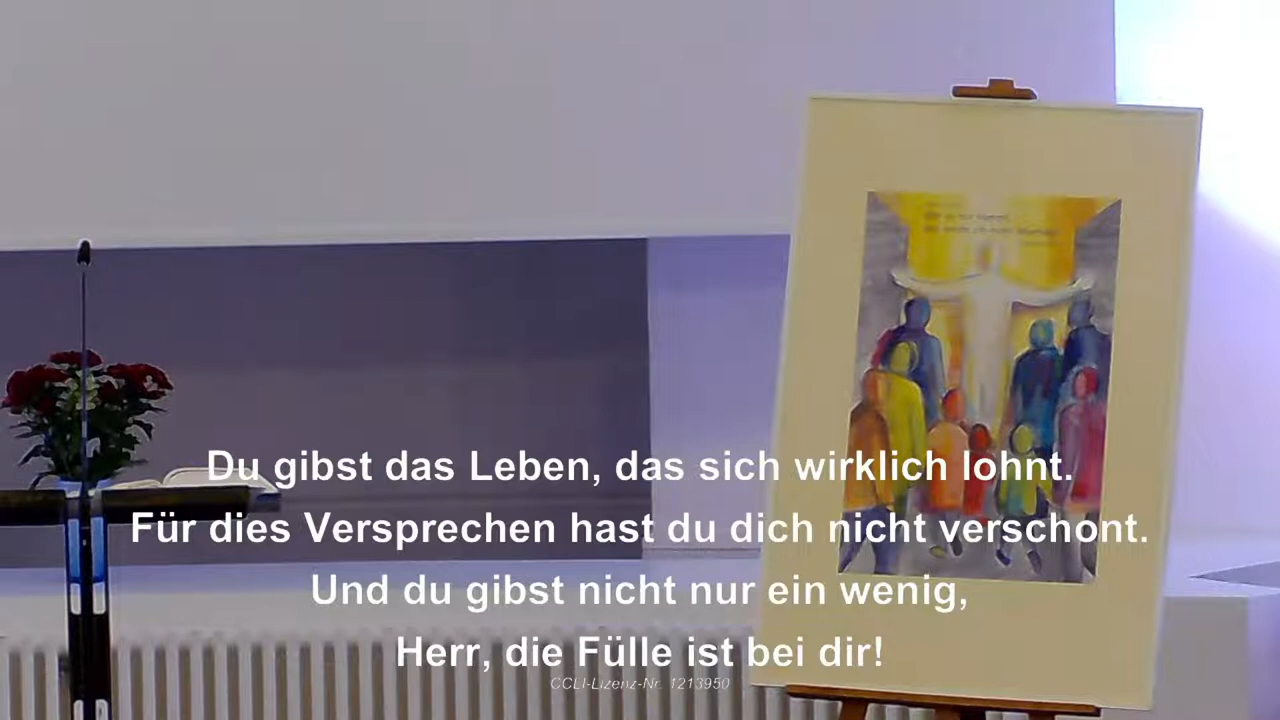 Du gibst das Leben, das sich wirklich lohnt.
Für dies Versprechen hast du dich nicht verschont.
Und du gibst nicht nur ein wenig,
Herr, die Fülle ist bei dir!
CCLI-Lizenz-Nr. 1213950